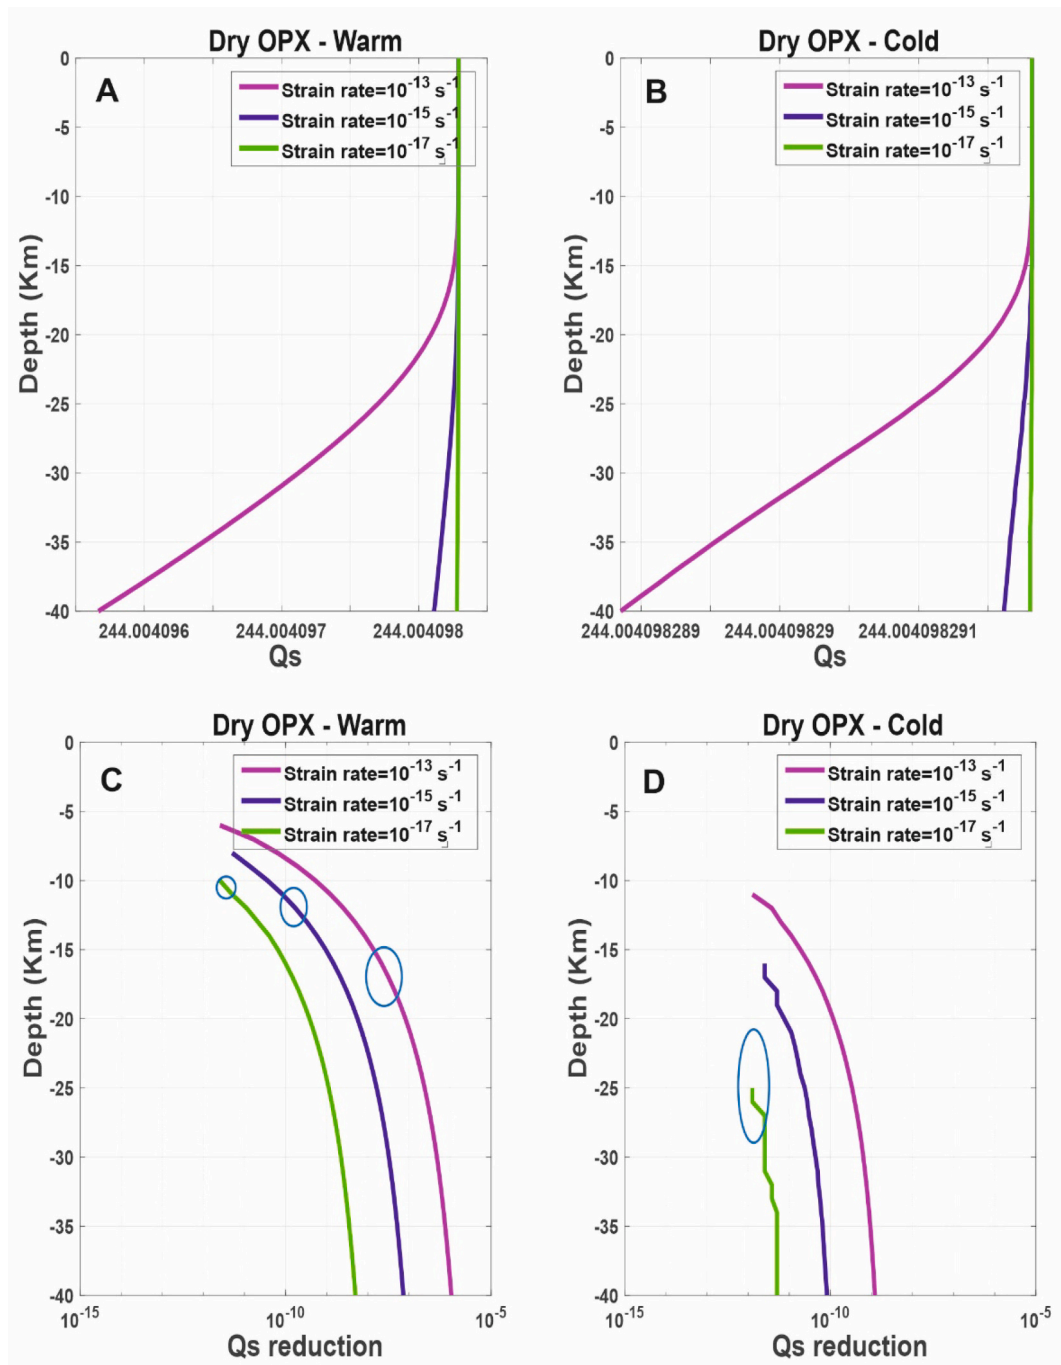 Dry OPX - Warm
A
Strain rate=10⁻¹³ s⁻¹
Strain rate=10⁻¹⁵ s⁻¹
Strain rate=10⁻¹⁷ s⁻¹
0
-5
-10
-15
-20
-25
-30
-35
-40
Depth (Km)
244.004096 244.004097 244.004098
Qs
Dry OPX - Cold
B
Strain rate=10⁻¹³ s⁻¹
Strain rate=10⁻¹⁵ s⁻¹
Strain rate=10⁻¹⁷ s⁻¹
0
-5
-10
-15
-20
-25
-30
-35
-40
Depth (Km)
244.004098289 244.00409829 244.004098291
Qs
Dry OPX - Warm
C
Strain rate=10⁻¹³ s⁻¹
Strain rate=10⁻¹⁵ s⁻¹
Strain rate=10⁻¹⁷ s⁻¹
0
-5
-10
-15
-20
-25
-30
-35
-40
Depth (Km)
10⁻¹⁵ 10⁻¹⁰ 10⁻⁵
Qs reduction
Dry OPX - Cold
D
Strain rate=10⁻¹³ s⁻¹
Strain rate=10⁻¹⁵ s⁻¹
Strain rate=10⁻¹⁷ s⁻¹
0
-5
-10
-15
-20
-25
-30
-35
-40
Depth (Km)
10⁻¹⁵ 10⁻¹⁰ 10⁻⁵
Qs reduction